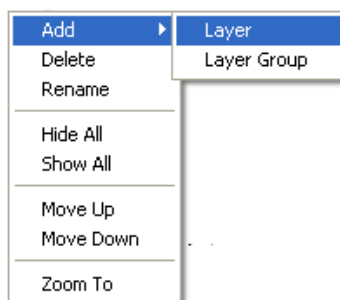 Add
Layer
Delete
Layer Group
Rename
Hide All
Show All
Move Up
Move Down
Zoom To